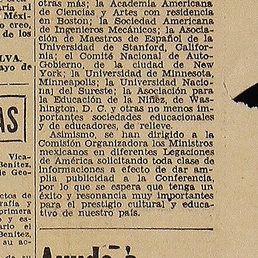 otras más; la Academia Americana
de Ciencias y Artes con residencia
en Boston; la Sociedad Americana
de Ingenieros Mecánicos; la Asocia-
ción de Maestros de Español de la
Universidad de Stanford, Califor-
nia; el Comité Nacional de Auto-
Gobierno, de la ciudad de New
York; la Universidad de Minnesota,
Minneapolis; la Universidad Nacio-
nal del Sureste; la Asociación para
la Educación de la Niñez, de Wash-
ington, D. C. y otras no menos im-
portantes sociedades educacionales
y de educadores, de relieve.
Asimismo, se han dirigido a la
Comisión Organizadora los Ministros
mexicanos en diferentes Legaciones
de América solicitando toda clase de
informaciones a efecto de dar am-
plia publicidad a la Conferencia,
por lo que se espera que tenga un
éxito y resonancia muy importantes
para el prestigio cultural y educa-
tivo de nuestro país.